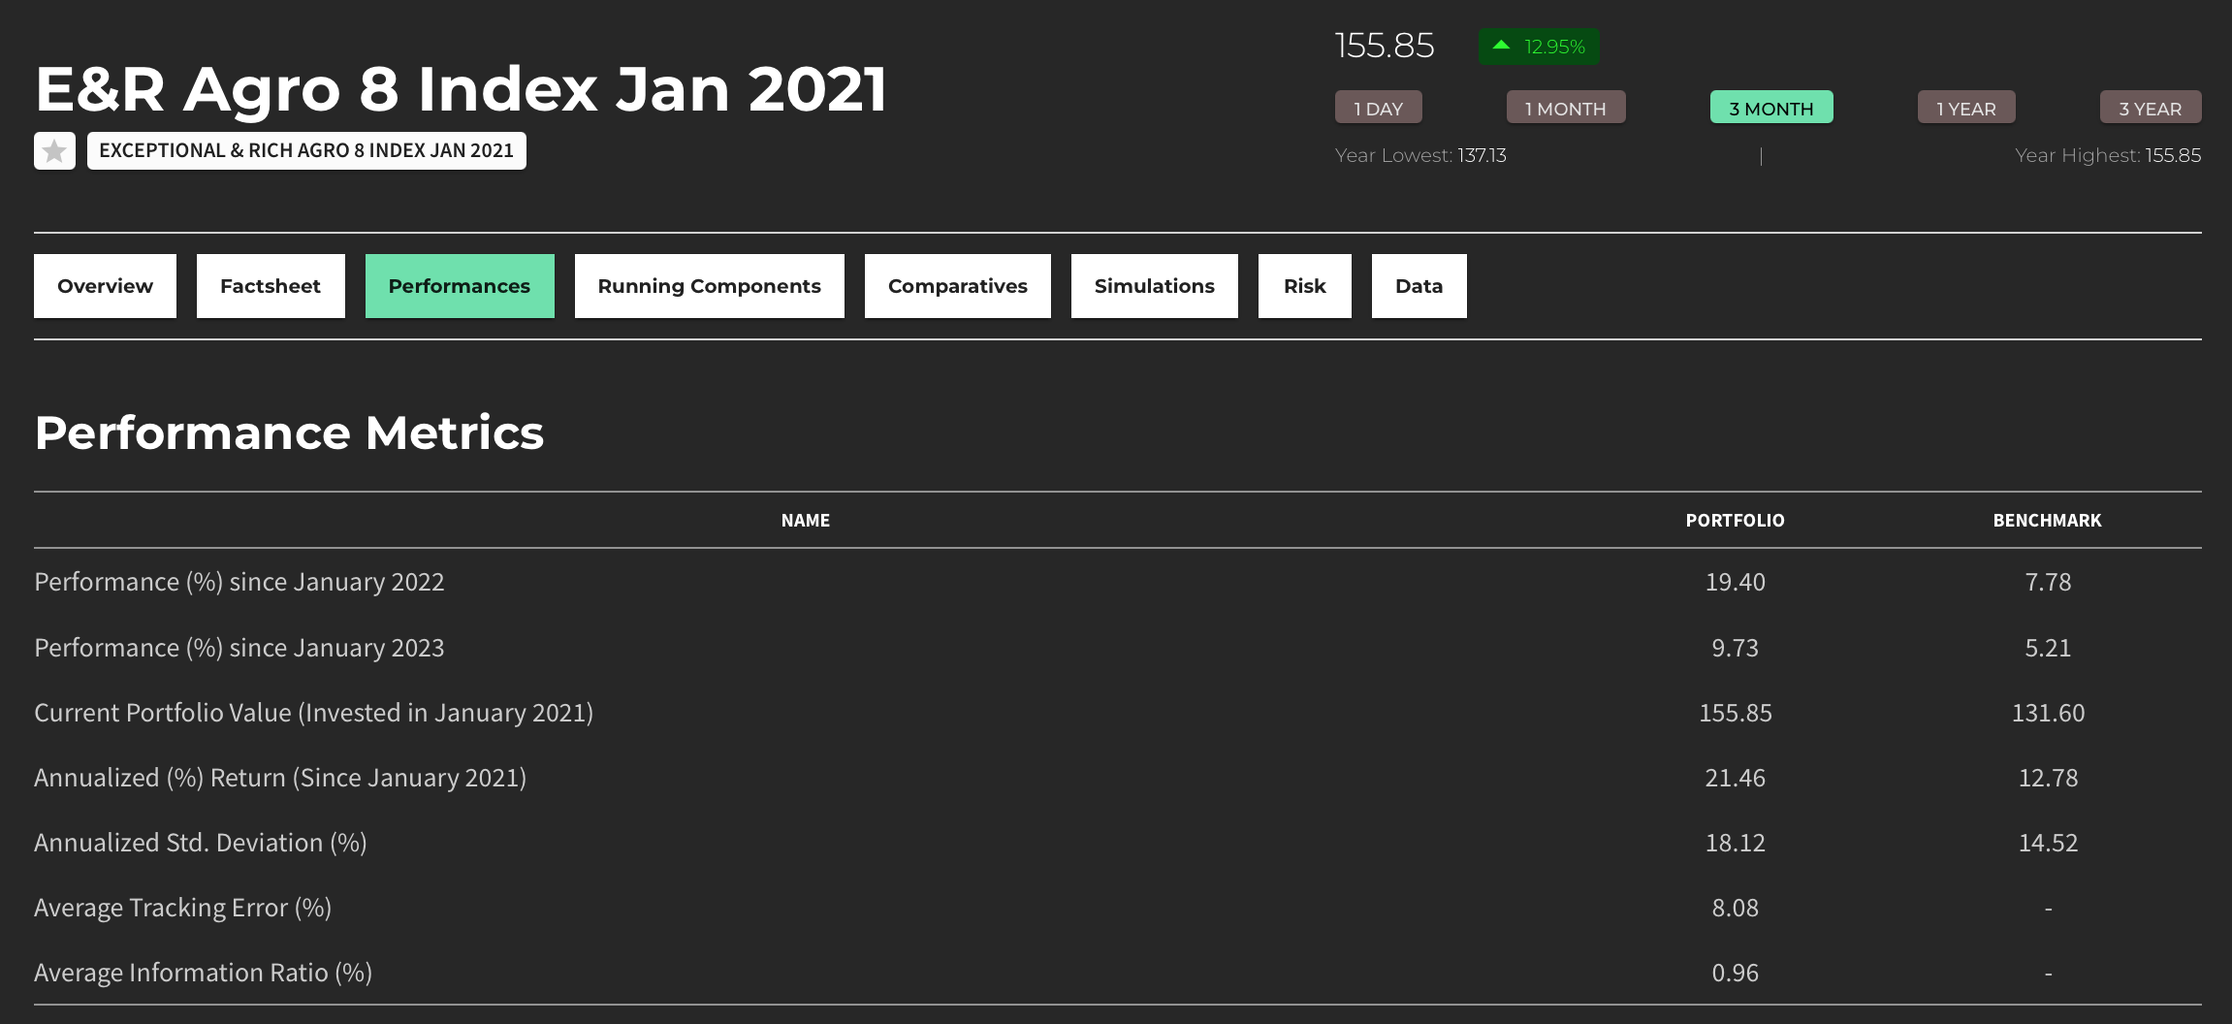 E&R Agro 8 Index Jan 2021
EXCEPTIONAL & RICH AGRO 8 INDEX JAN 2021
155.85 12.95%
1 DAY 1 MONTH 3 MONTH 1 YEAR 3 YEAR
Year Lowest: 137.13 | Year Highest: 155.85
Overview Factsheet Performances Running Components Comparatives Simulations Risk Data
Performance Metrics
NAME PORTFOLIO BENCHMARK
Performance (%) since January 2022 19.40 7.78
Performance (%) since January 2023 9.73 5.21
Current Portfolio Value (Invested in January 2021) 155.85 131.60
Annualized (%) Return (Since January 2021) 21.46 12.78
Annualized Std. Deviation (%) 18.12 14.52
Average Tracking Error (%) 8.08 -
Average Information Ratio (%) 0.96 -